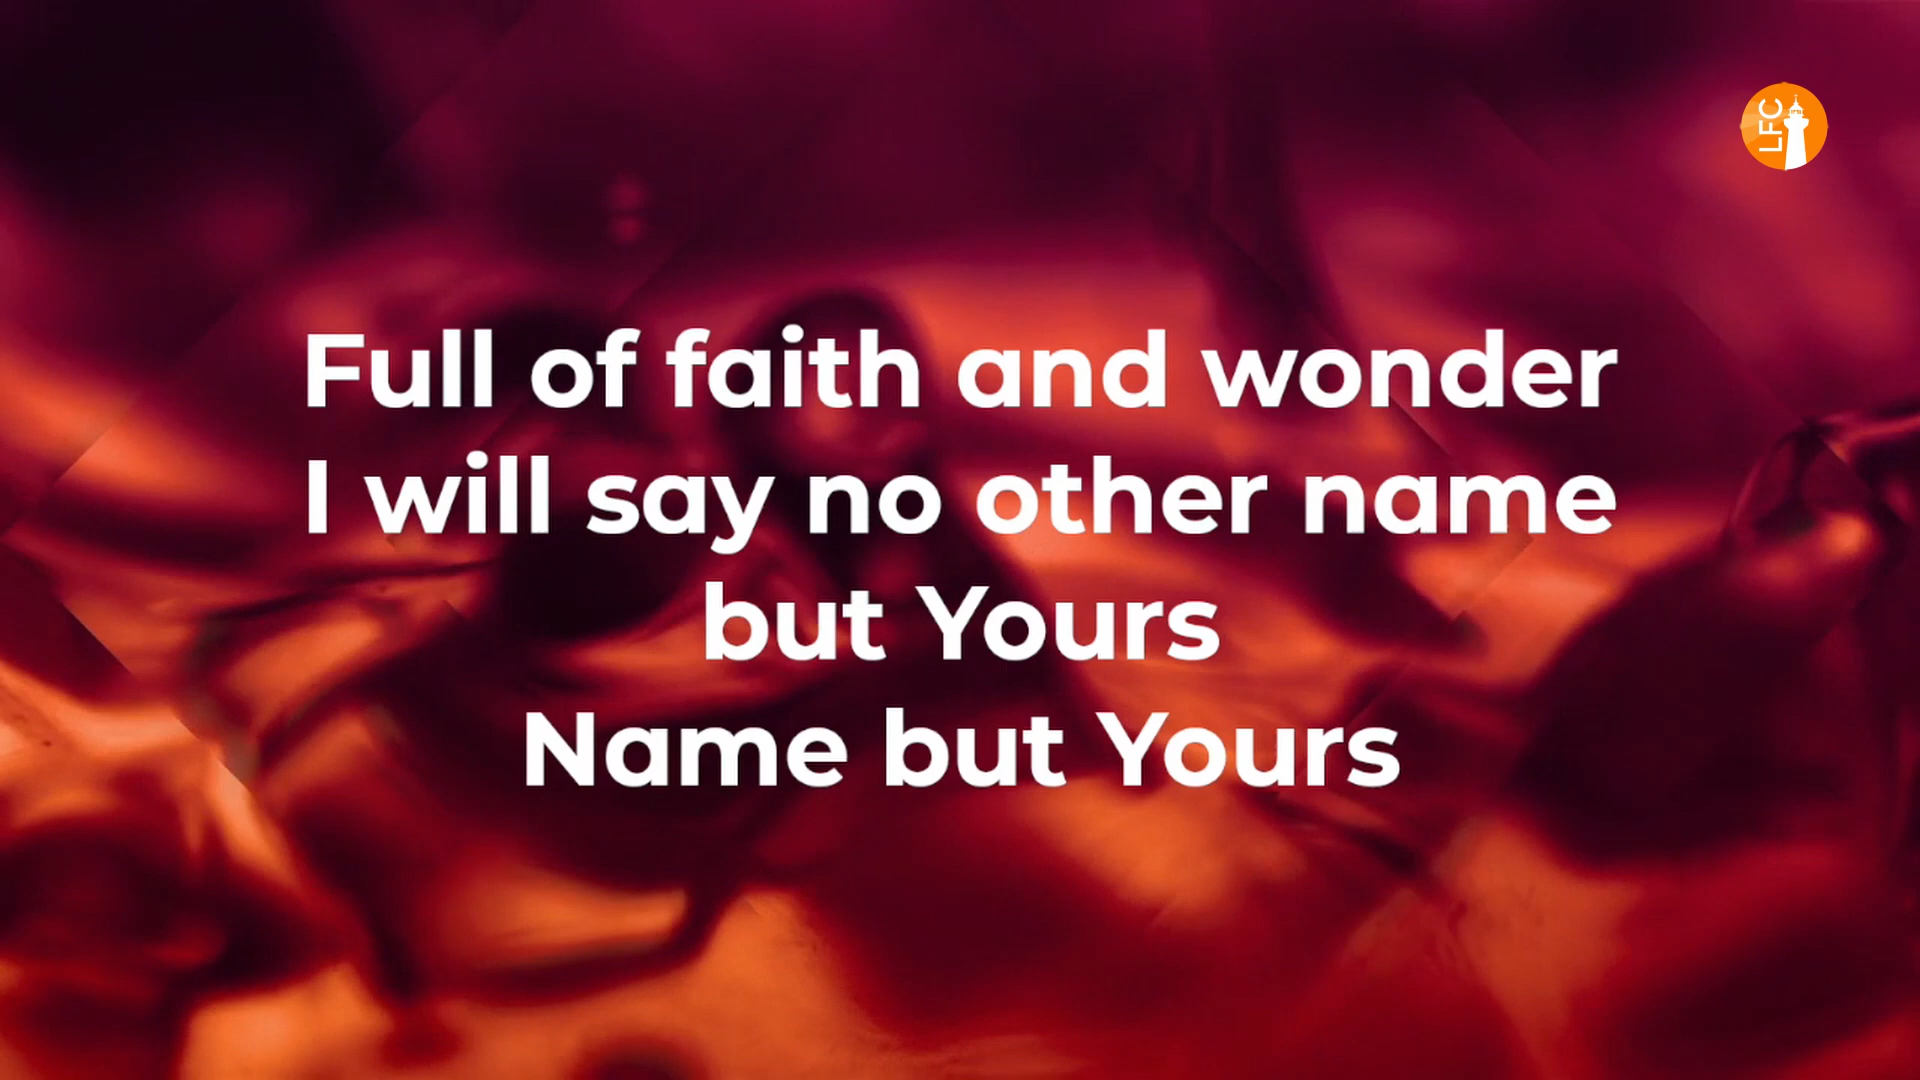 LFC
Full of faith and wonder
I will say no other name
but Yours
Name but Yours